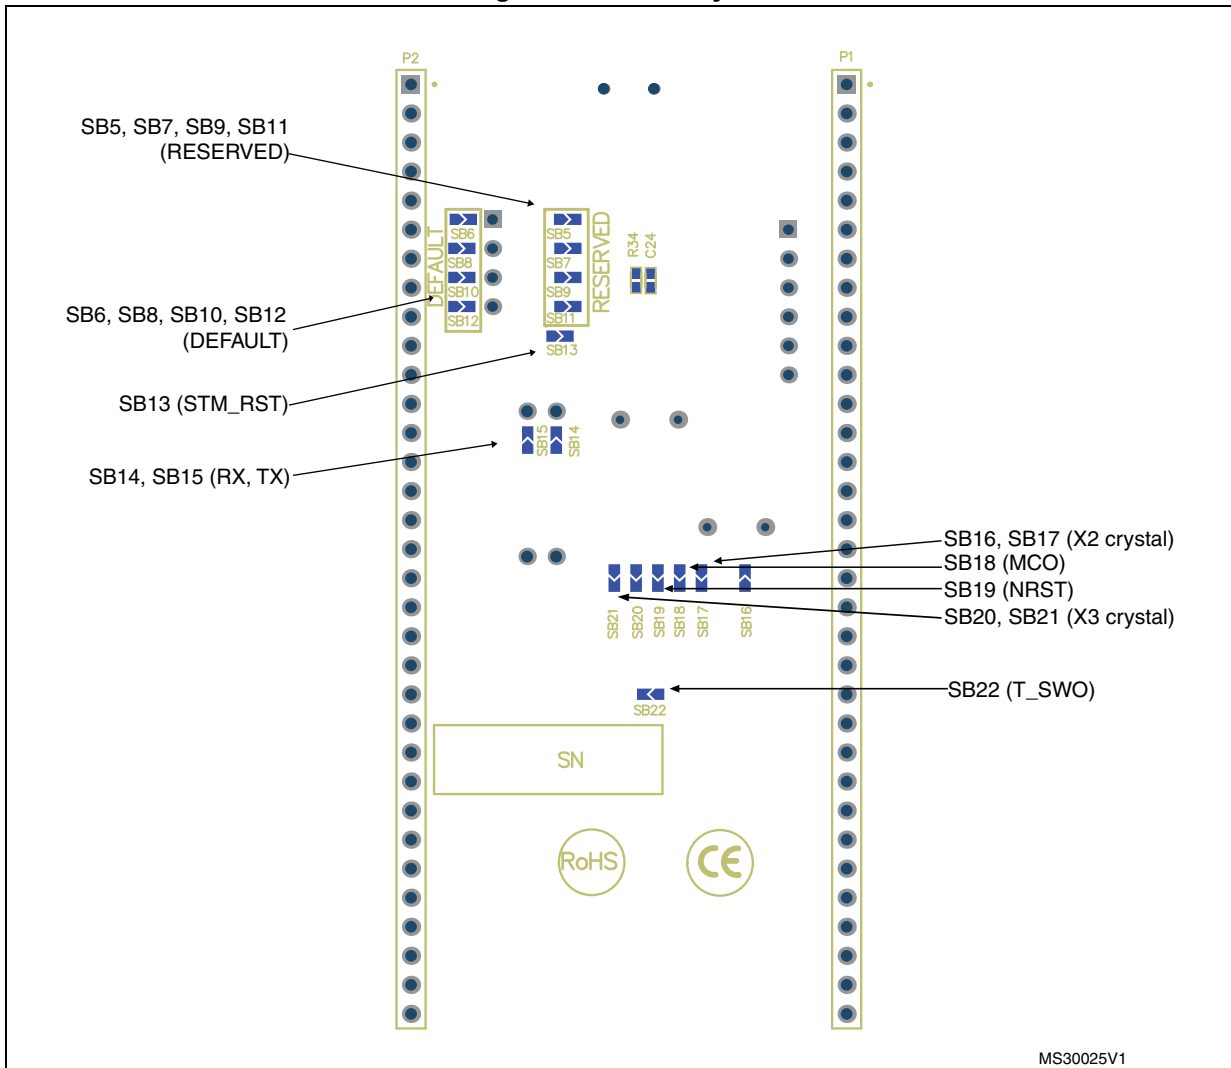 P2
P1
SB5, SB7, SB9, SB11
(RESERVED)
SB6
SB8
SB10
SB12
DEFAULT
SB5
SB7
SB9
SB11
RESERVED
R34
C24
SB6, SB8, SB10, SB12
(DEFAULT)
SB13
SB13 (STM_RST)
SB15
SB14
SB14, SB15 (RX, TX)
SB16, SB17 (X2 crystal)
SB18 (MCO)
SB19 (NRST)
SB20, SB21 (X3 crystal)
SB21
SB20
SB19
SB18
SB17
SB16
SB22 (T_SWO)
SB22
SN
RoHS
CE
MS30025V1